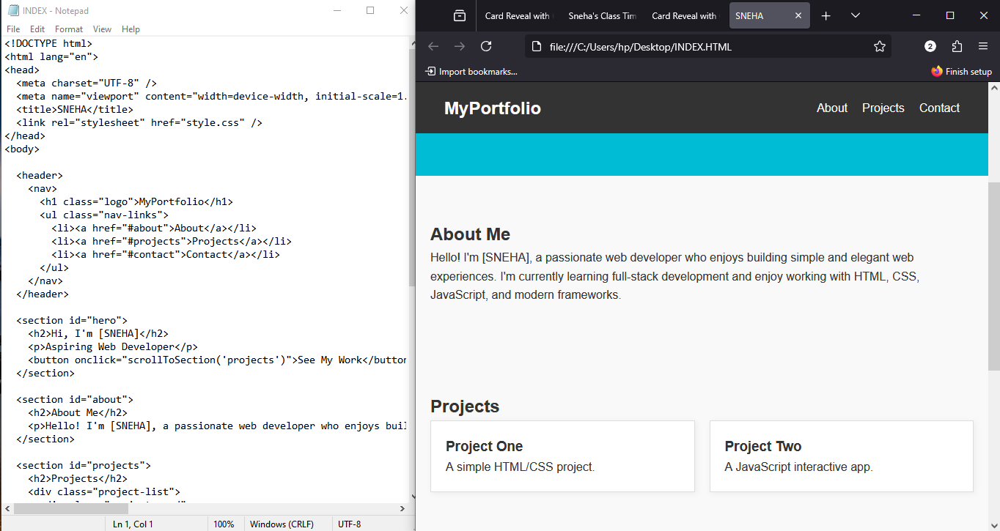 INDEX - Notepad
File Edit Format View Help
<!DOCTYPE html>
<html lang="en">
<head>
<meta charset="UTF-8" />
<meta name="viewport" content="width=device-width, initial-scale=1.
<title>SNEHA</title>
<link rel="stylesheet" href="style.css" />
</head>
<body>
<header>
<nav>
<h1 class="logo">MyPortfolio</h1>
<ul class="nav-links">
<li><a href="#about">About</a></li>
<li><a href="#projects">Projects</a></li>
<li><a href="#contact">Contact</a></li>
</ul>
</nav>
</header>
<section id="hero">
<h2>Hi, I'm [SNEHA]</h2>
<p>Aspiring Web Developer</p>
<button onclick="scrollToSection('projects')">See My Work</button
</section>
<section id="about">
<h2>About Me</h2>
<p>Hello! I'm [SNEHA], a passionate web developer who enjoys buil
</section>
<section id="projects">
<h2>Projects</h2>
<div class="project-list">
Ln 1, Col 1 100% Windows (CRLF) UTF-8
Card Reveal with Sneha's Class Tim Card Reveal with SNEHA
file:///C:/Users/hp/Desktop/INDEX.HTML 2
Import bookmarks... Finish setup
MyPortfolio About Projects Contact
About Me
Hello! I'm [SNEHA], a passionate web developer who enjoys building simple and elegant web
experiences. I'm currently learning full-stack development and enjoy working with HTML, CSS,
JavaScript, and modern frameworks.
Projects
Project One
A simple HTML/CSS project.
Project Two
A JavaScript interactive app.